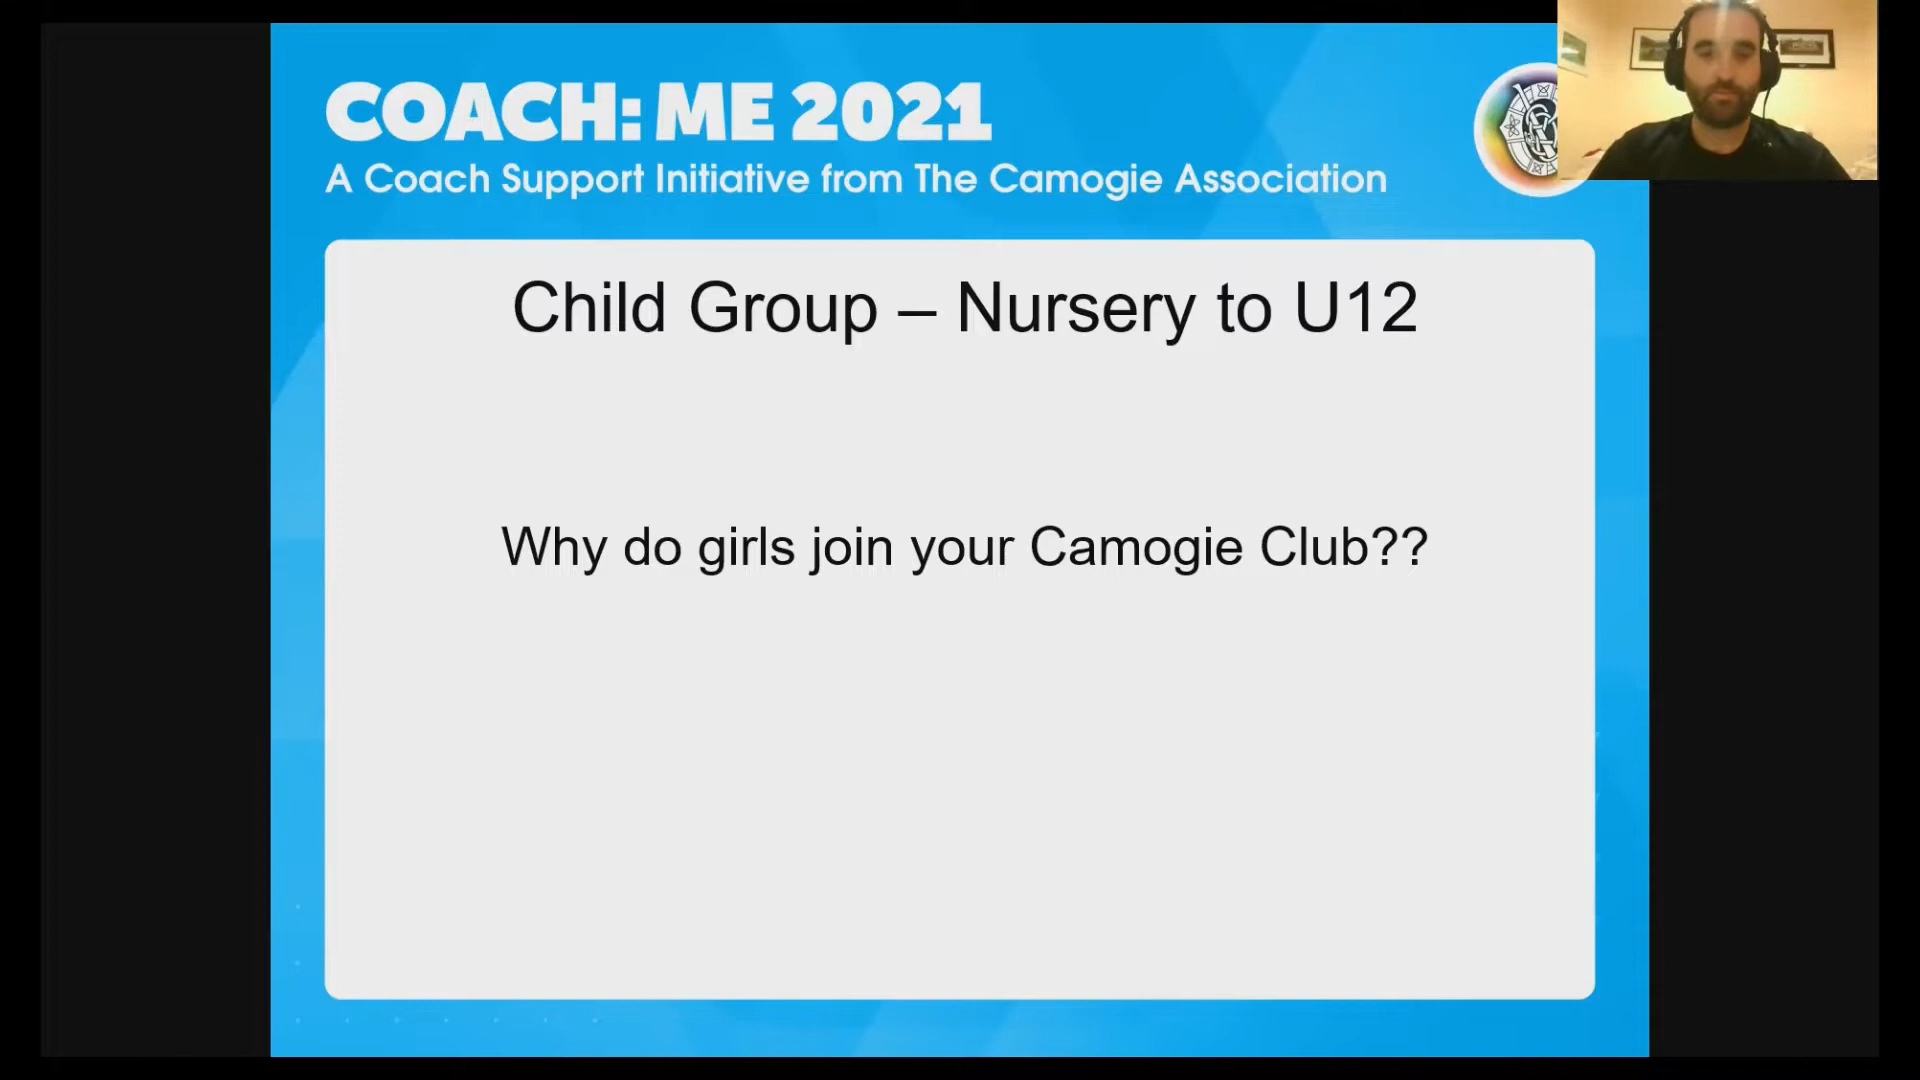 COACH: ME 2021
A Coach Support Initiative from The Camogie Association
Child Group – Nursery to U12
Why do girls join your Camogie Club??